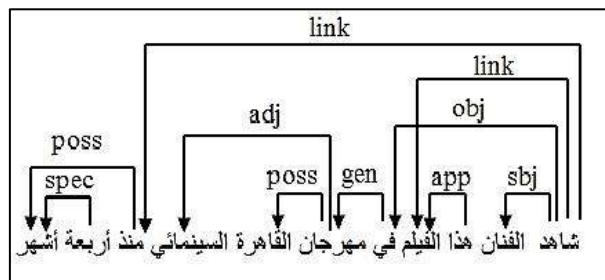 link
link
adj
obj
poss
spec
poss
gen
app
sbj
شاهد الفنان هذا الفيلم في مهرجان القاهرة السينمائي منذ أربعة أشهر